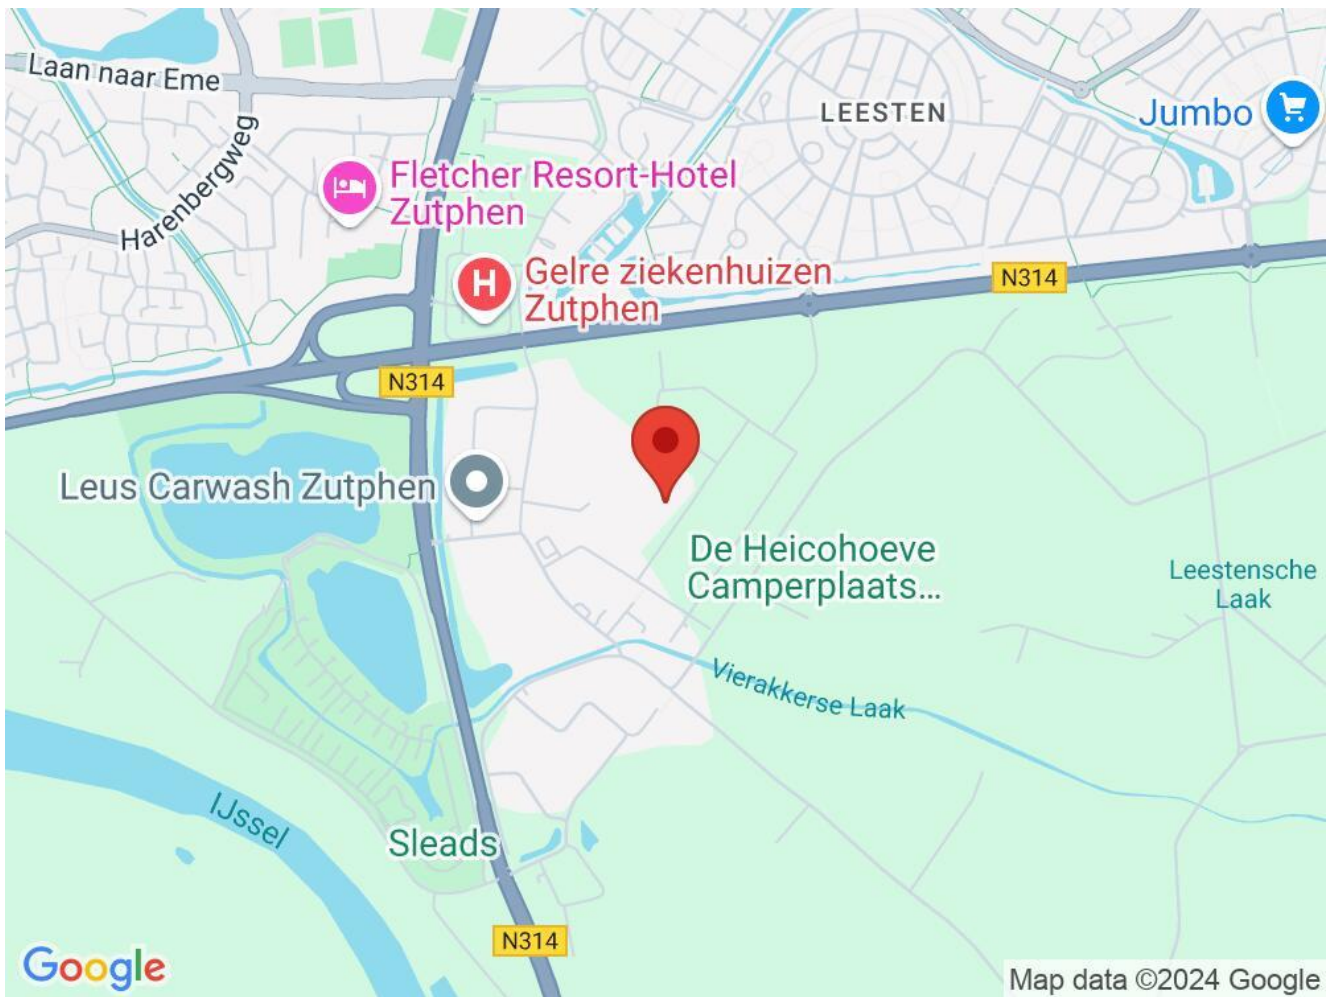 Laan naar Eme
LEESTEN
Jumbo
Harenbergweg
Fletcher Resort-Hotel
Zutphen
Gelre ziekenhuizen
Zutphen
N314
N314
Leus Carwash Zutphen
De Heicohoeve
Camperplaats...
Leestensche
Laak
Vierakkerse Laak
IJssel
Sleads
N314
Google
Map data ©2024 Google